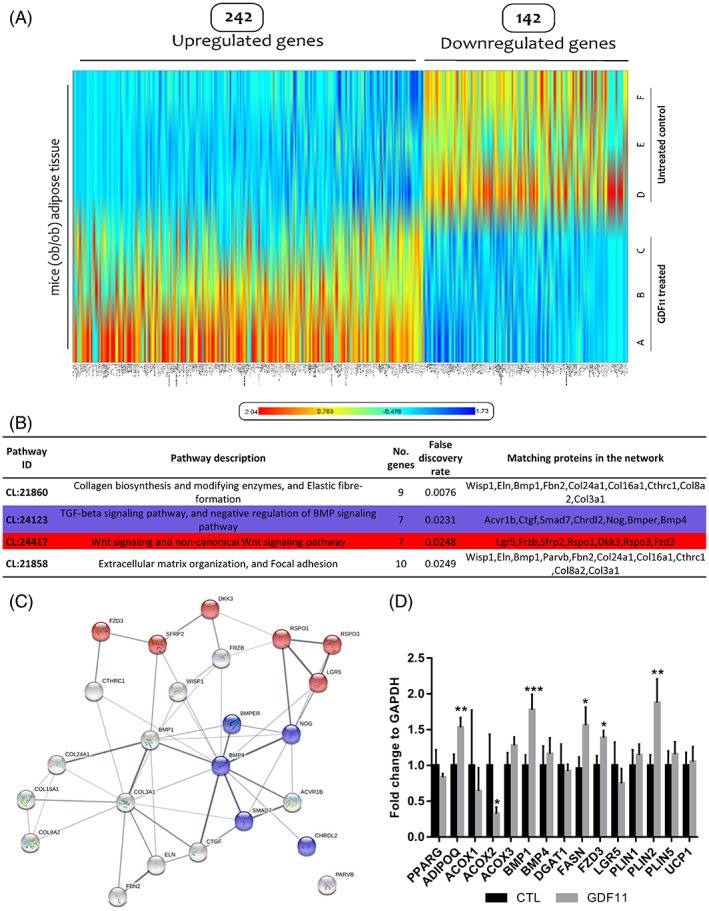 (A)
242
142
Upregulated genes
Downregulated genes
mice (ob/ob) adipose tissue
F
E
D
C
B
A
Untreated control
GDF11 treated
2.04
0.783
-0.476
1.73
(B)
Pathway ID
Pathway description
No. genes
False discovery rate
Matching proteins in the network
CL:21860
Collagen biosynthesis and modifying enzymes, and Elastic fibre-
formation
9
0.0076
Wisp1,Eln,Bmp1,Fbn2,Col24a1,Col16a1,Cthrc1,Col8a
2,Col3a1
CL:24123
TGF-beta signaling pathway, and negative regulation of BMP signaling
pathway
7
0.0231
Acvr1b,Ctgf,Smad7,Chrdl2,Nog,Bmper,Bmp4
CL:24417
Wnt signaling and non-canonical Wnt signaling pathway
7
0.0248
Lgr5,Frzb,Sfrp2,Rspo1,Dkk3,Rspo3,Fzd3
CL:21858
Extracellular matrix organization, and Focal adhesion
10
0.0249
Wisp1,Eln,Bmp1,Parvb,Fbn2,Col24a1,Col16a1,Cthrc1
,Col8a2,Col3a1
(C)
DKK3
FZD3
SFRP2
RSPO1
RSPO3
FRZB
LGR5
CTHRC1
WISP1
BMPER
NOG
BMP1
COL24A1
BMP4
COL16A1
COL3A1
ACVR1B
COL8A2
SMAD7
CTGF
CHRDL2
ELN
FBN2
PARVB
(D)
Fold change to GAPDH
2.5
2.0
1.5
1.0
0.5
0.0
**
*
***
*
*
**
PPARG
ADIPOQ
ACOX1
ACOX2
ACOX3
BMP1
BMP4
DGAT1
FASN
FZD3
LGR5
PLIN1
PLIN2
PLIN5
UCP1
CTL
GDF11